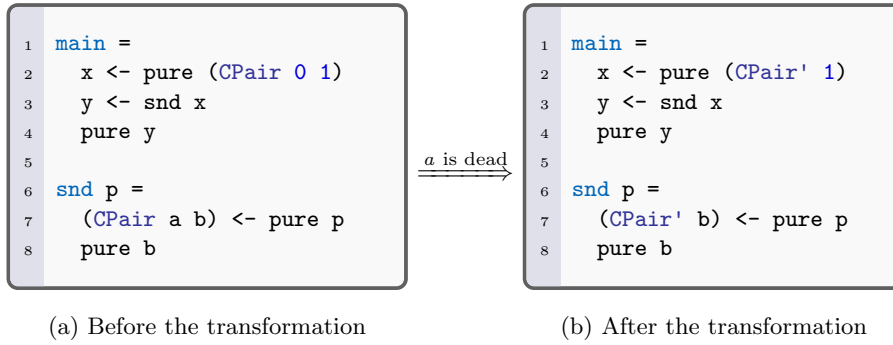 1 main =
2   x <- pure (CPair 0 1)
3   y <- snd x
4   pure y
5
6 snd p =
7   (CPair a b) <- pure p
8   pure b
a is dead
1 main =
2   x <- pure (CPair' 1)
3   y <- snd x
4   pure y
5
6 snd p =
7   (CPair' b) <- pure p
8   pure b
(a) Before the transformation
(b) After the transformation